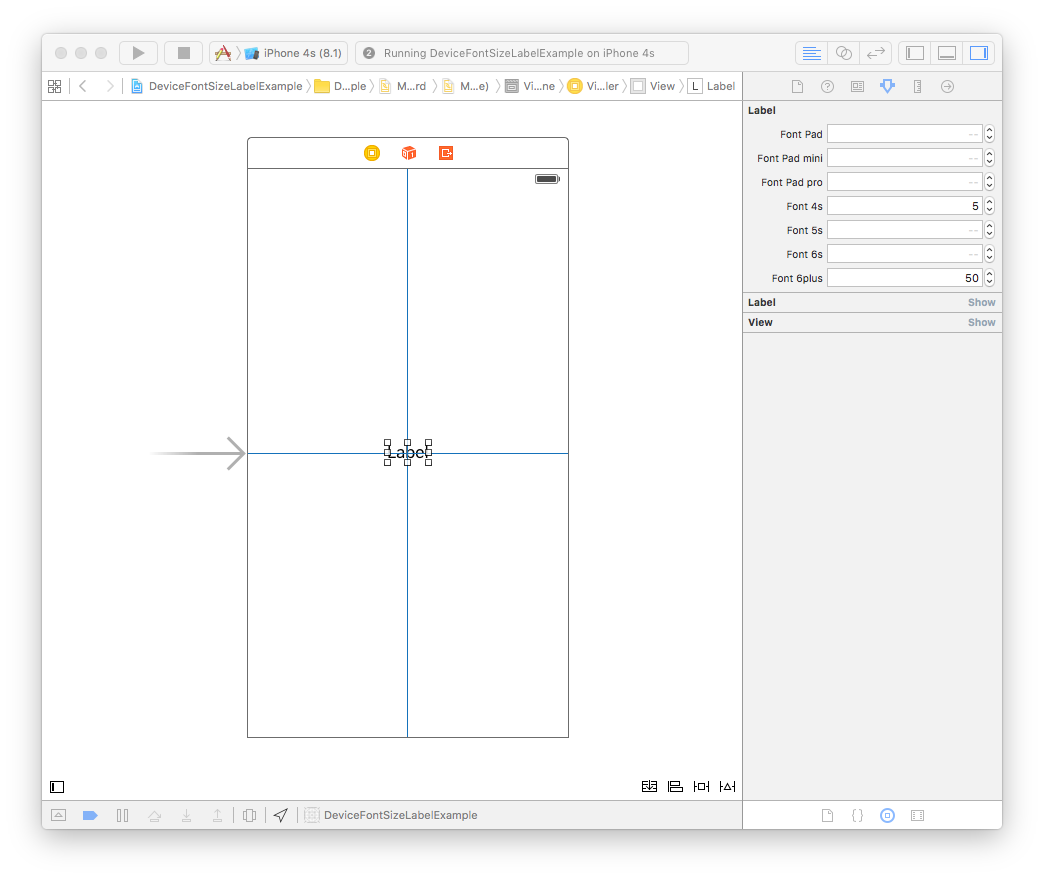 iPhone 4s (8.1)
2 Running DeviceFontSizeLabelExample on iPhone 4s
DeviceFontSizeLabelExample D...ple M...rd M...e) Vi...ne Vi...ler View L Label
Label
Font Pad --
Font Pad mini --
Font Pad pro --
Font 4s 5
Font 5s --
Font 6s --
Font 6plus 50
Label Show
View Show
Label
DeviceFontSizeLabelExample